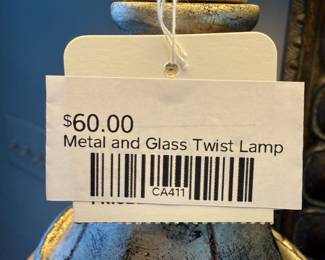 $60.00
Metal and Glass Twist Lamp
CA411